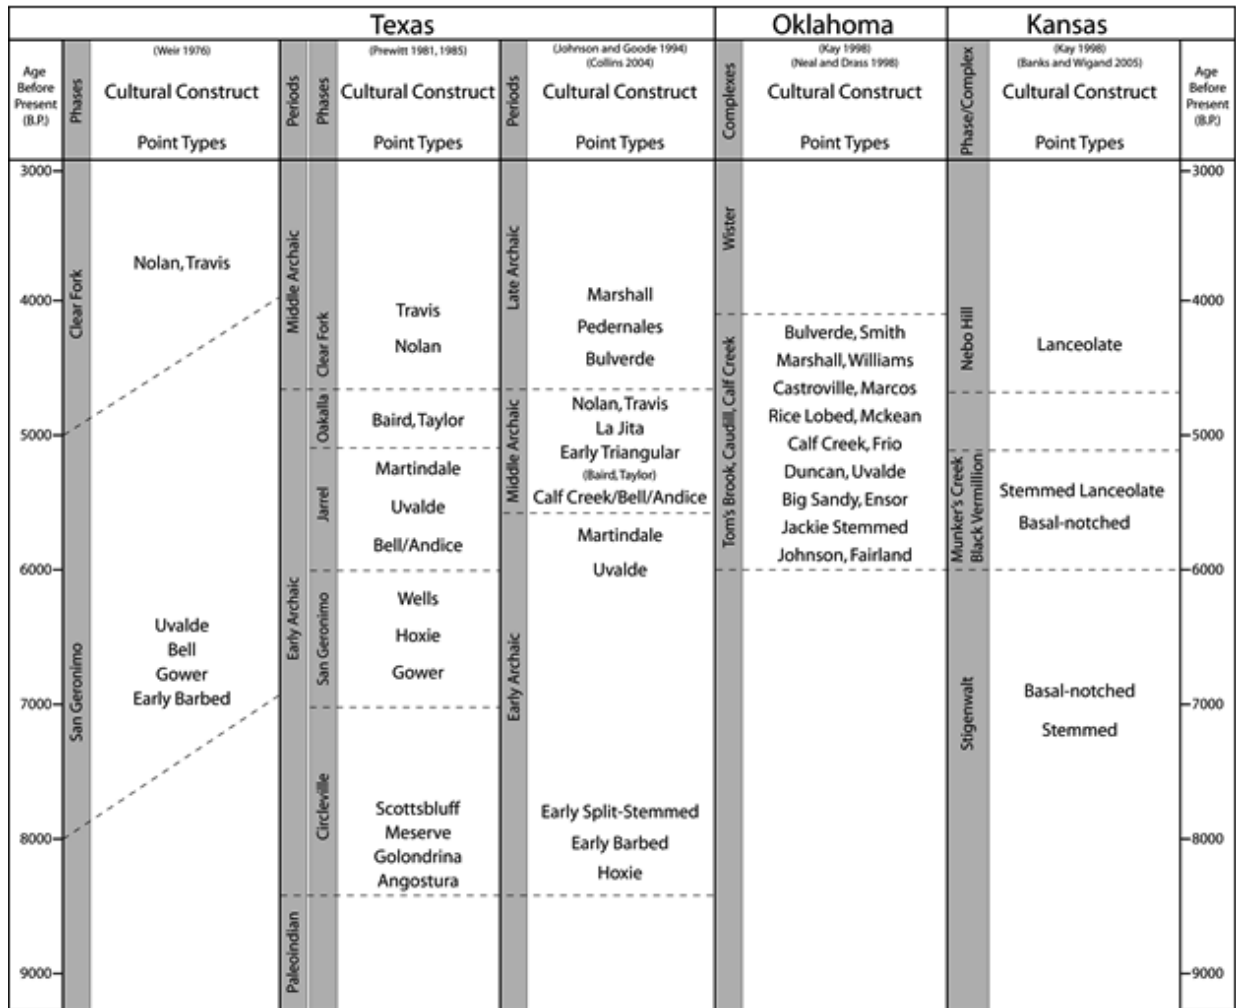 Texas
Oklahoma
Kansas
Age
Before
Present
(B.P.)
Phases
(Weir 1976)
Cultural Construct
Point Types
Periods
Phases
(Prewitt 1981, 1985)
Cultural Construct
Point Types
Periods
(Johnson and Goode 1994)
(Collins 2004)
Cultural Construct
Point Types
Complexes
(Kay 1998)
(Neal and Drass 1998)
Cultural Construct
Point Types
Phase/Complex
(Kay 1998)
(Banks and Wigand 2005)
Cultural Construct
Point Types
Age
Before
Present
(B.P.)
3000
4000
5000
6000
7000
8000
9000
Clear Fork
San Geronimo
Nolan, Travis
Uvalde
Bell
Gower
Early Barbed
Middle Archaic
Early Archaic
Paleoindian
Clear Fork
Oakalla
Jarrel
San Geronimo
Circleville
Travis
Nolan
Baird, Taylor
Martindale
Uvalde
Bell/Andice
Wells
Hoxie
Gower
Scottsbluff
Meserve
Golondrina
Angostura
Late Archaic
Middle Archaic
Early Archaic
Marshall
Pedernales
Bulverde
Nolan, Travis
La Jita
Early Triangular
(Baird, Taylor)
Calf Creek/Bell/Andice
Martindale
Uvalde
Early Split-Stemmed
Early Barbed
Hoxie
Wister
Tom's Brook, Caudill, Calf Creek
Bulverde, Smith
Marshall, Williams
Castroville, Marcos
Rice Lobed, Mckean
Calf Creek, Frio
Duncan, Uvalde
Big Sandy, Ensor
Jackie Stemmed
Johnson, Fairland
Nebo Hill
Munker's Creek
Black Vermillion
Stigenwalt
Lanceolate
Stemmed Lanceolate
Basal-notched
Basal-notched
Stemmed
3000
4000
5000
6000
7000
8000
9000